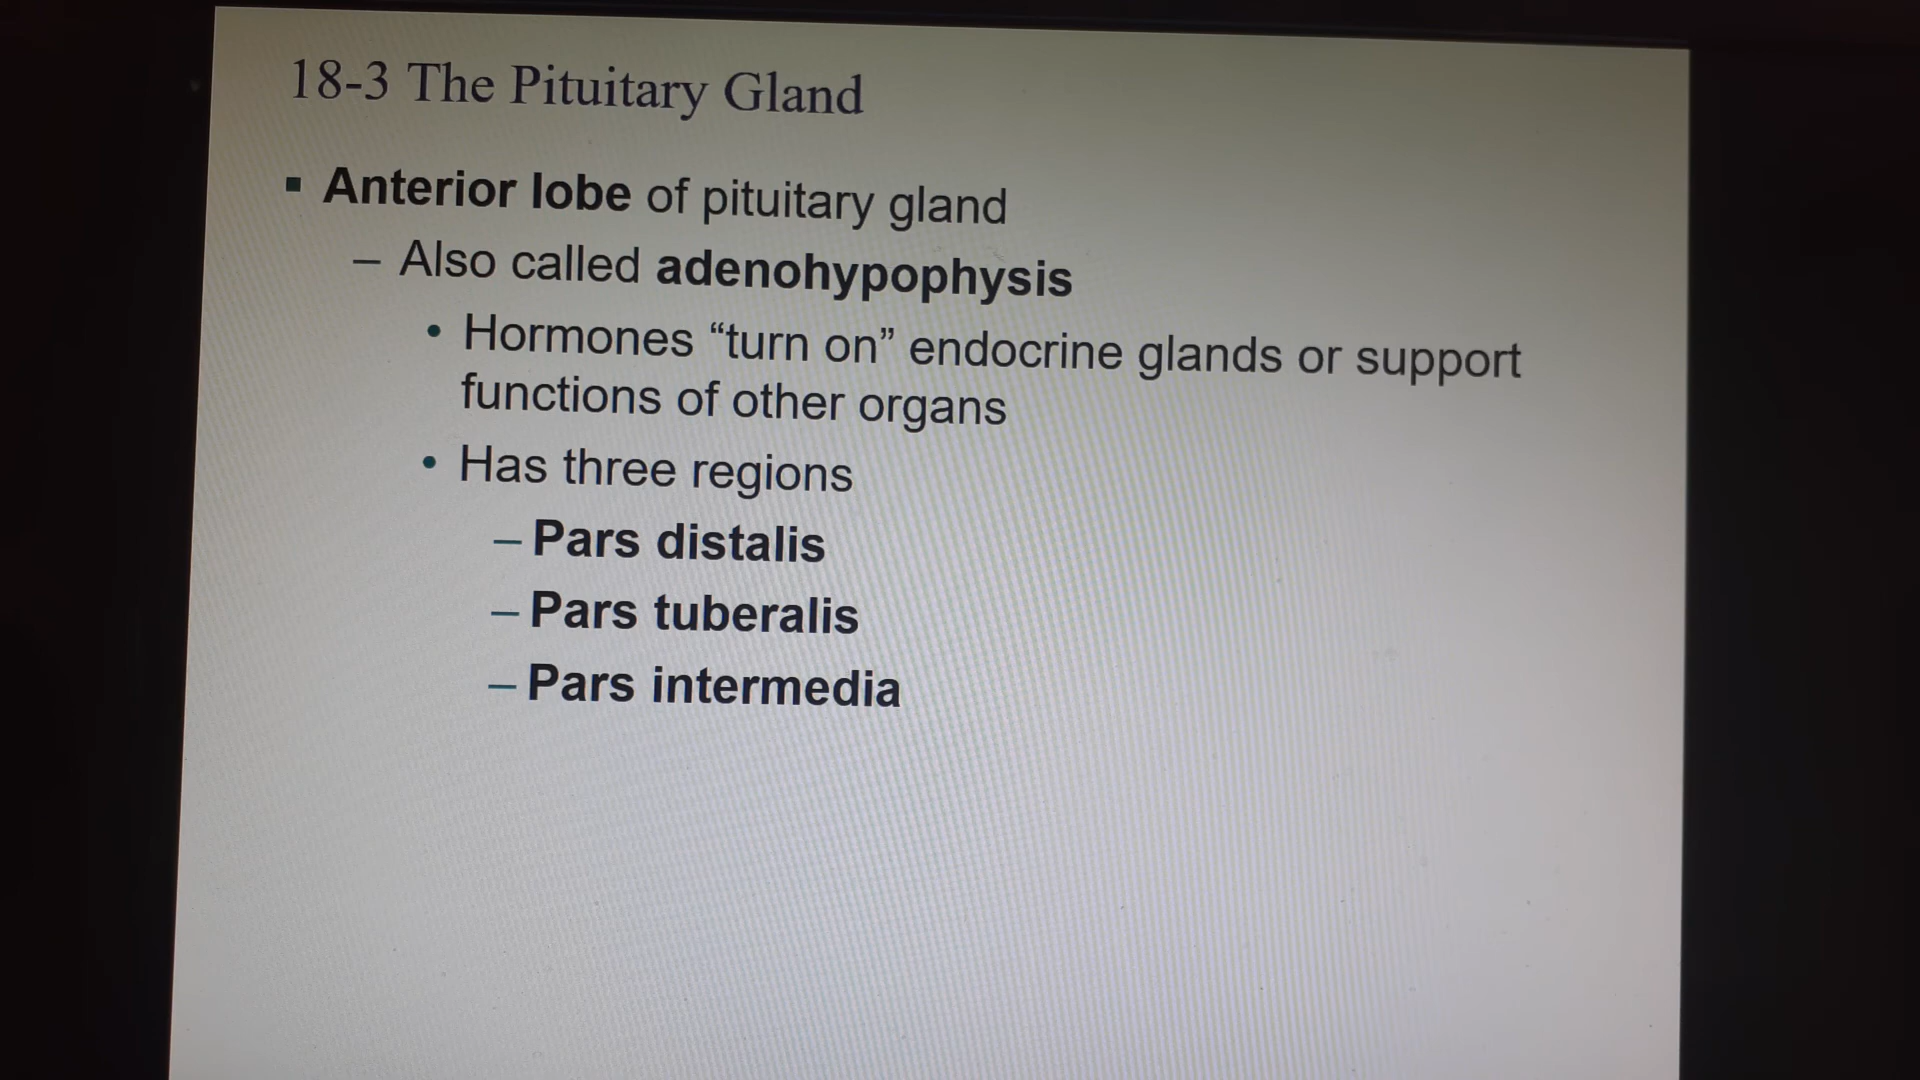 18-3 The Pituitary Gland
▪ Anterior lobe of pituitary gland
– Also called adenohypophysis
• Hormones “turn on” endocrine glands or support
functions of other organs
• Has three regions
– Pars distalis
– Pars tuberalis
– Pars intermedia